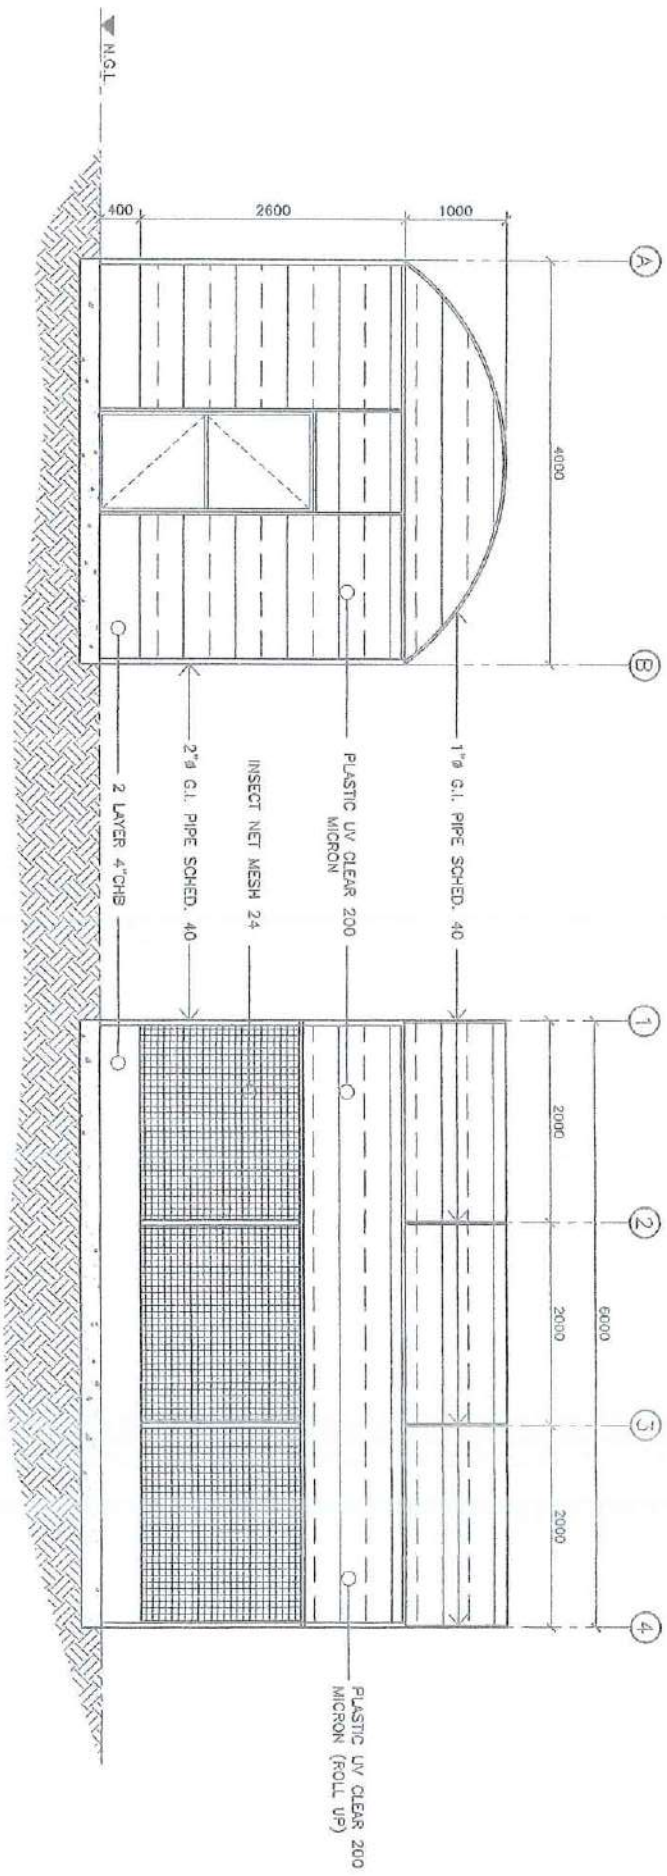 A
B
1
2
3
4
4000
6000
2000
2000
2000
1000
2600
400
1"ø G.I. PIPE SCHED. 40
PLASTIC UV CLEAR 200
MICRON
INSECT NET MESH 24
2"ø G.I. PIPE SCHED. 40
2 LAYER 4"CHB
PLASTIC UV CLEAR 200
MICRON (ROLL UP)
N.G.L